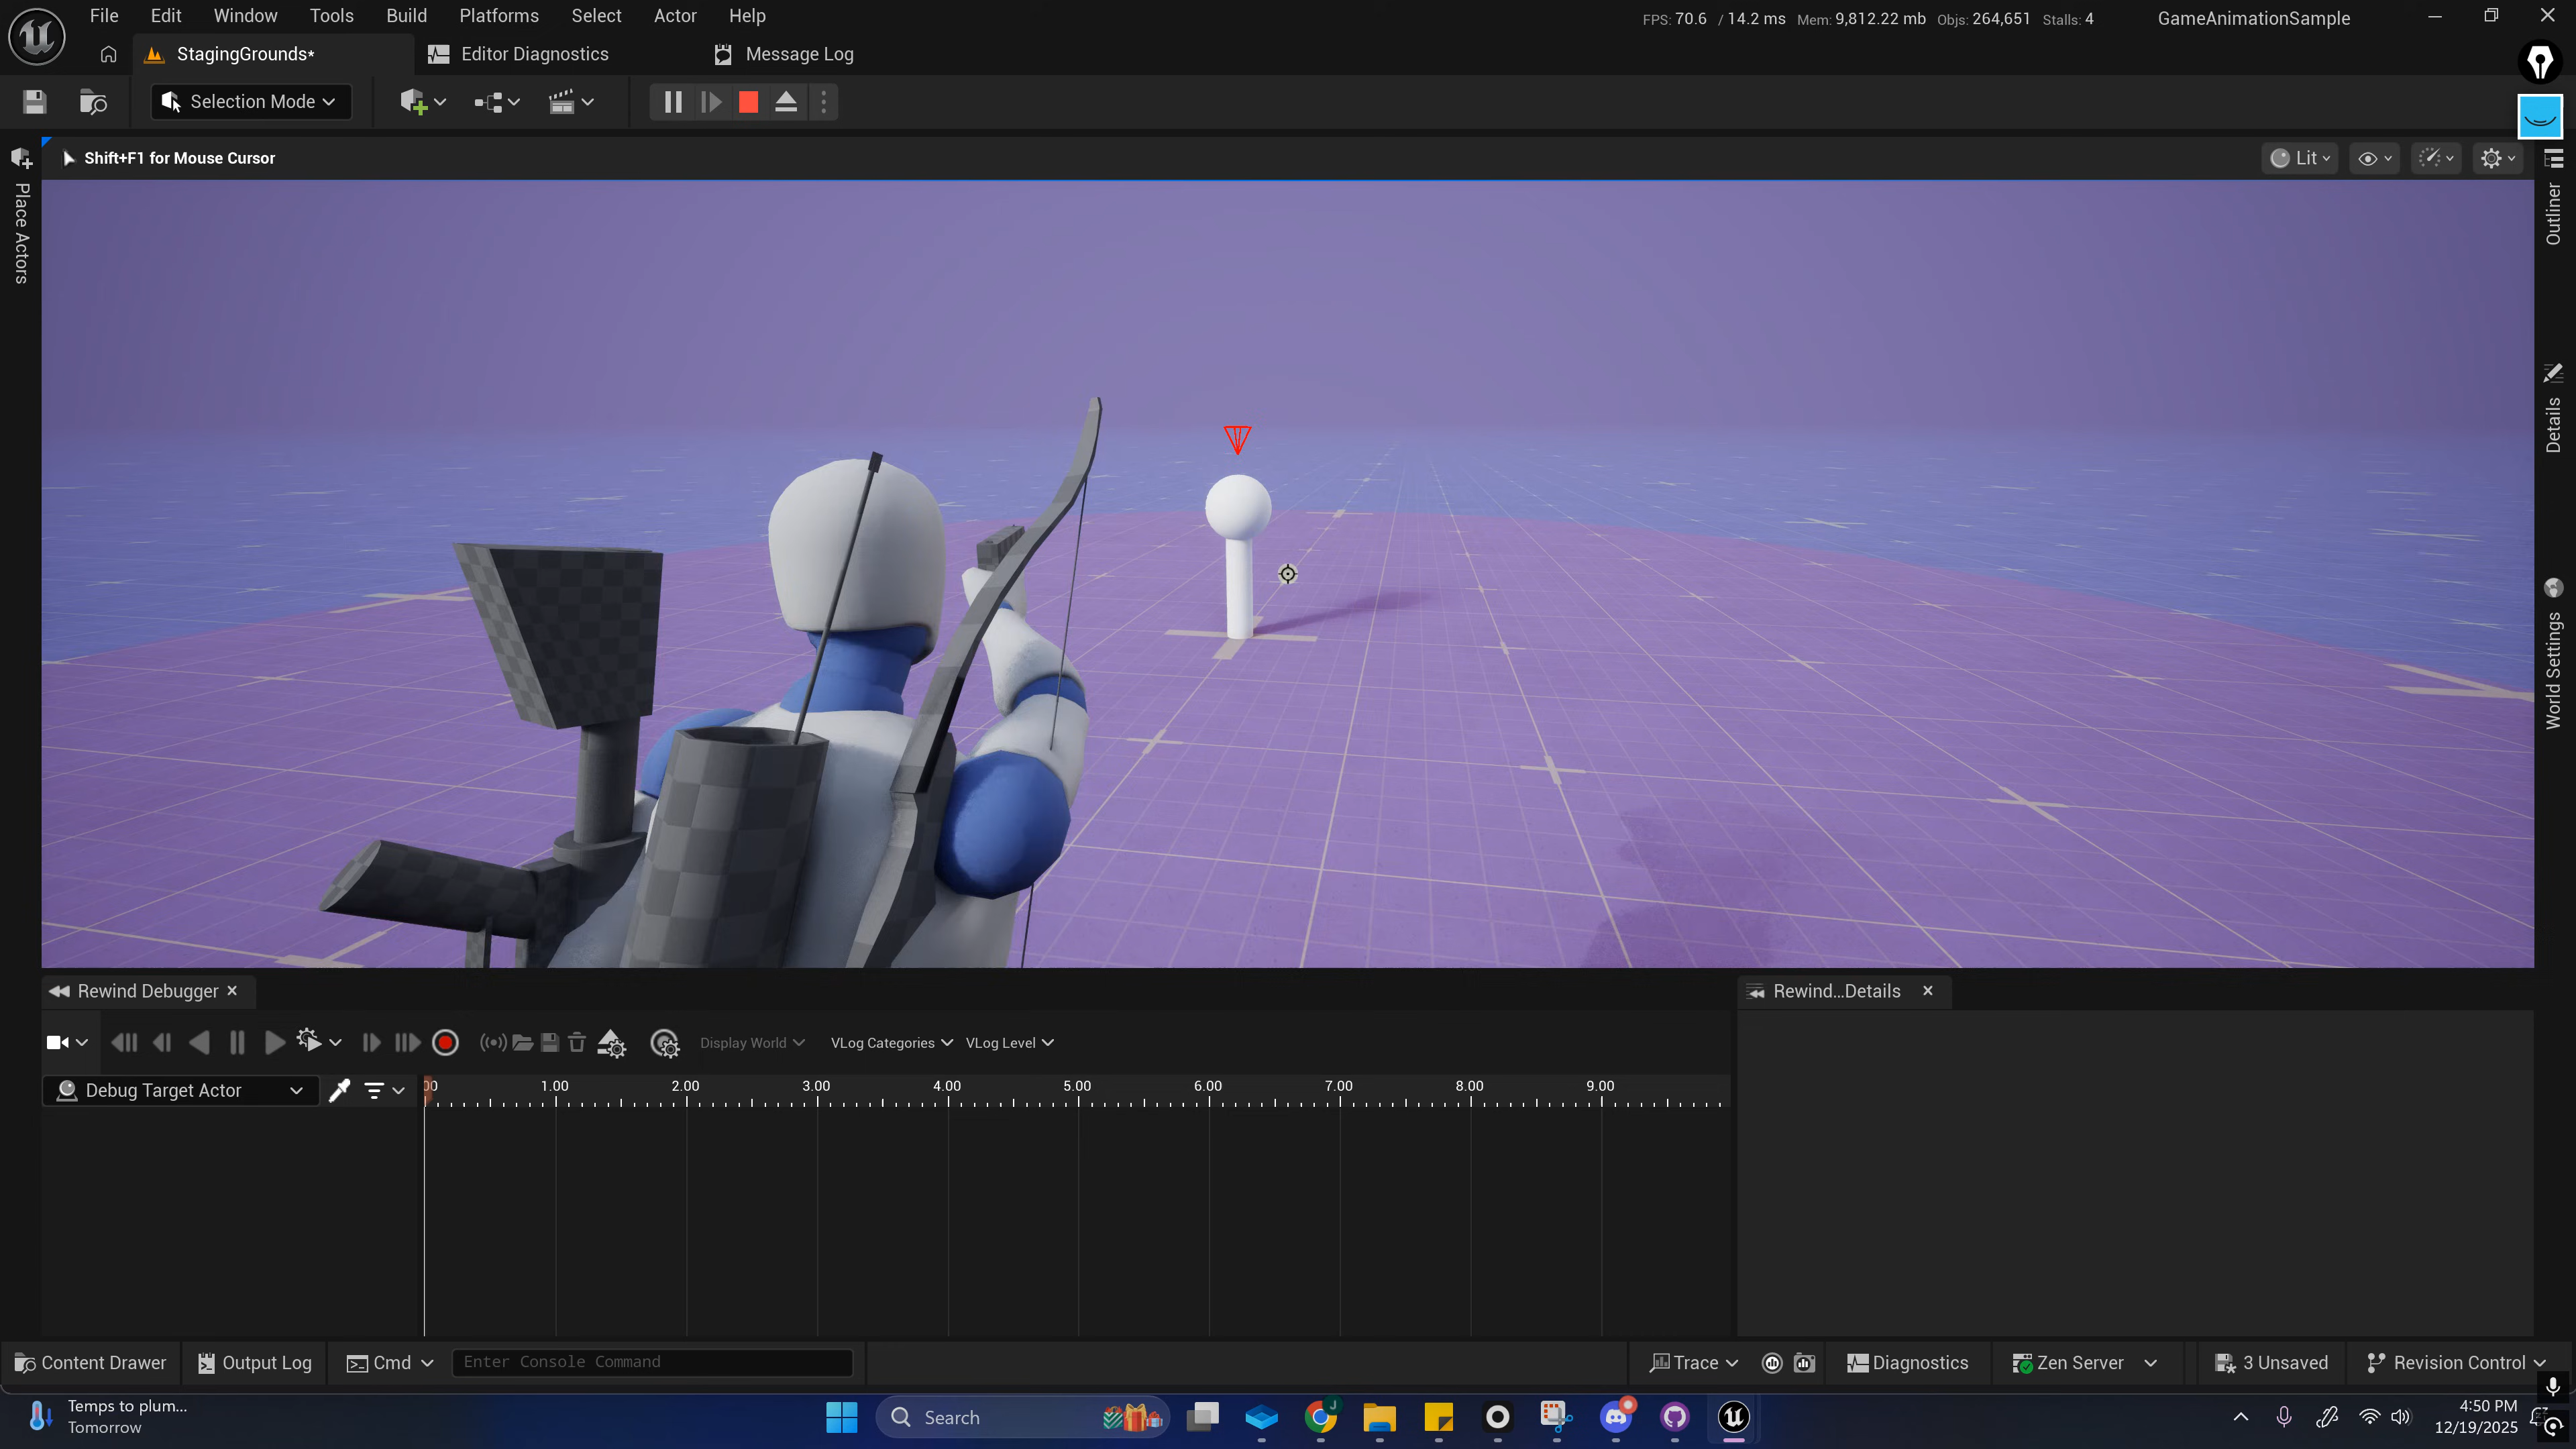 File Edit Window Tools Build Platforms Select Actor Help
FPS: 70.6 / 14.2 ms Mem: 9,812.22 mb Objs: 264,651 Stalls: 4
GameAnimationSample
StagingGrounds*
Editor Diagnostics
Message Log
Selection Mode
Shift+F1 for Mouse Cursor
Lit
Place Actors
Outliner
Details
World Settings
Rewind Debugger
Rewind...Details
Display World
VLog Categories
VLog Level
Debug Target Actor
00 1.00 2.00 3.00 4.00 5.00 6.00 7.00 8.00 9.00
Content Drawer
Output Log
Cmd
Enter Console Command
Trace
Diagnostics
Zen Server
3 Unsaved
Revision Control
Temps to plum...
Tomorrow
Search
J
4:50 PM
12/19/2025